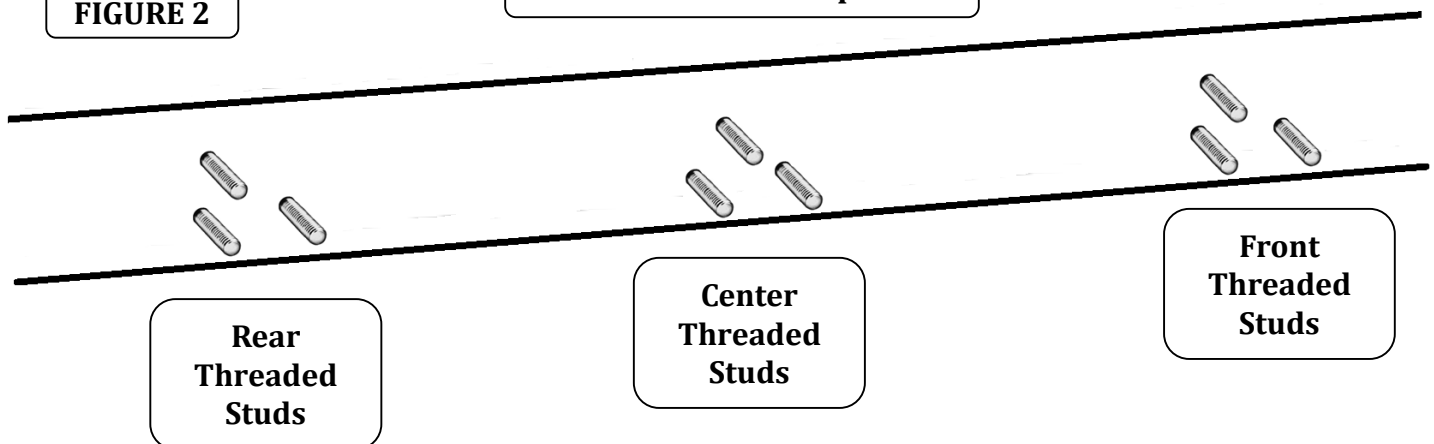 FIGURE 2
Front
Threaded
Studs
Center
Threaded
Studs
Rear
Threaded
Studs